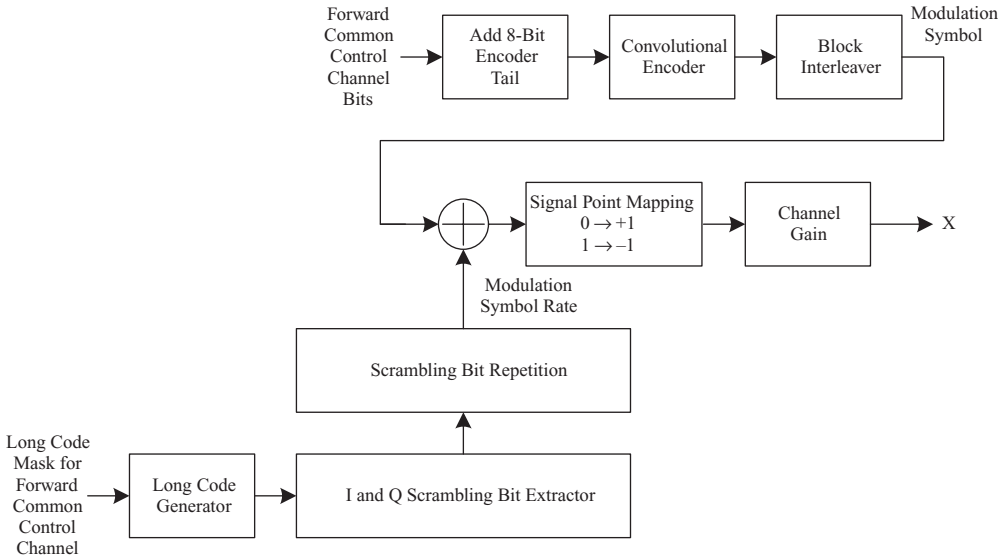 Forward
Common
Control
Channel
Bits
Add 8-Bit
Encoder
Tail
Convolutional
Encoder
Block
Interleaver
Modulation
Symbol
Signal Point Mapping
0 → +1
1 → –1
Channel
Gain
X
Modulation
Symbol Rate
Scrambling Bit Repetition
Long Code
Mask for
Forward
Common
Control
Channel
Long Code
Generator
I and Q Scrambling Bit Extractor